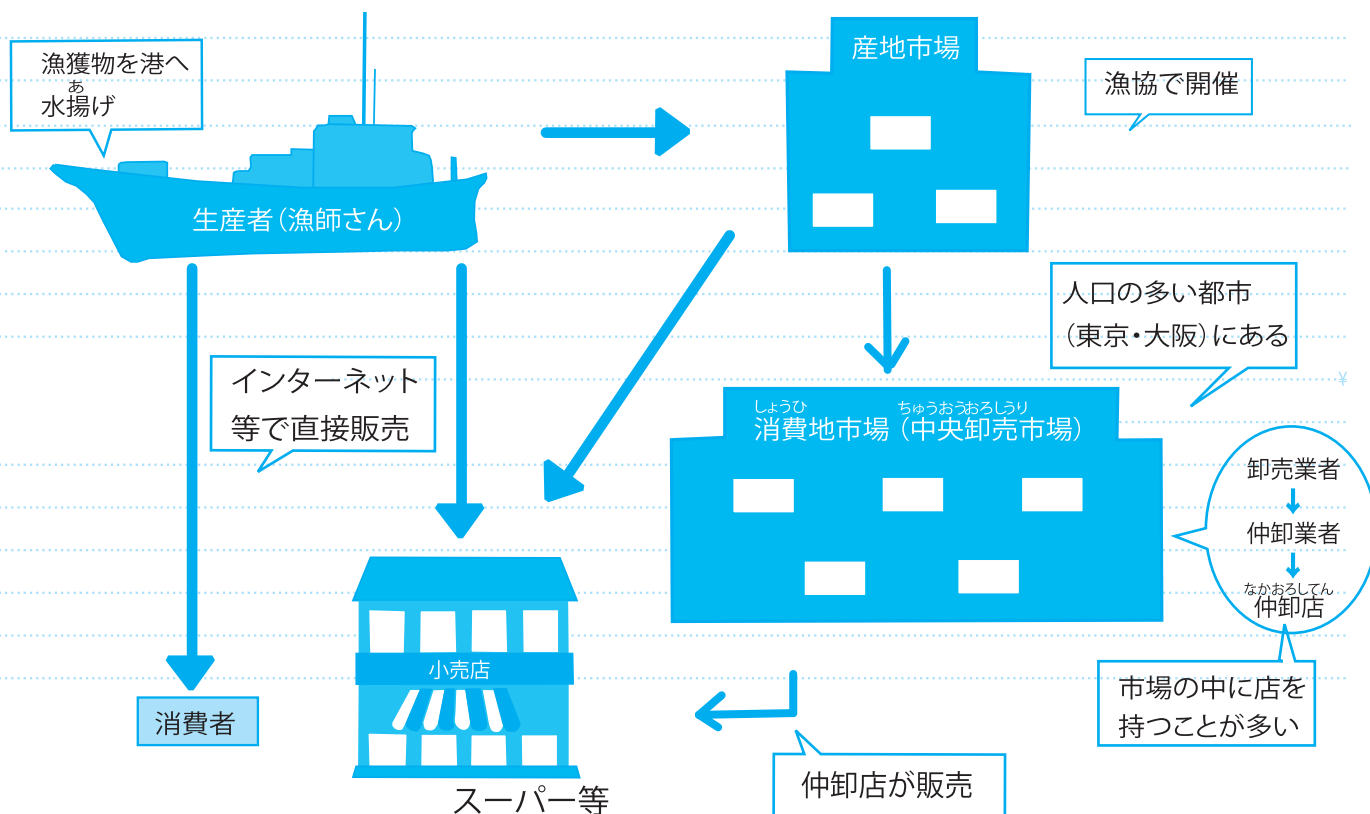 漁獲物を港へ
あ
水揚げ
生産者（漁師さん）
産地市場
漁協で開催
人口の多い都市
（東京・大阪）にある
インターネット
等で直接販売
しょうひ ちゅうおうおろしうり
消費地市場（中央卸売市場）
卸売業者
仲卸業者
なかおろしてん
仲卸店
市場の中に店を
持つことが多い
小売店
消費者
スーパー等
仲卸店が販売
¥